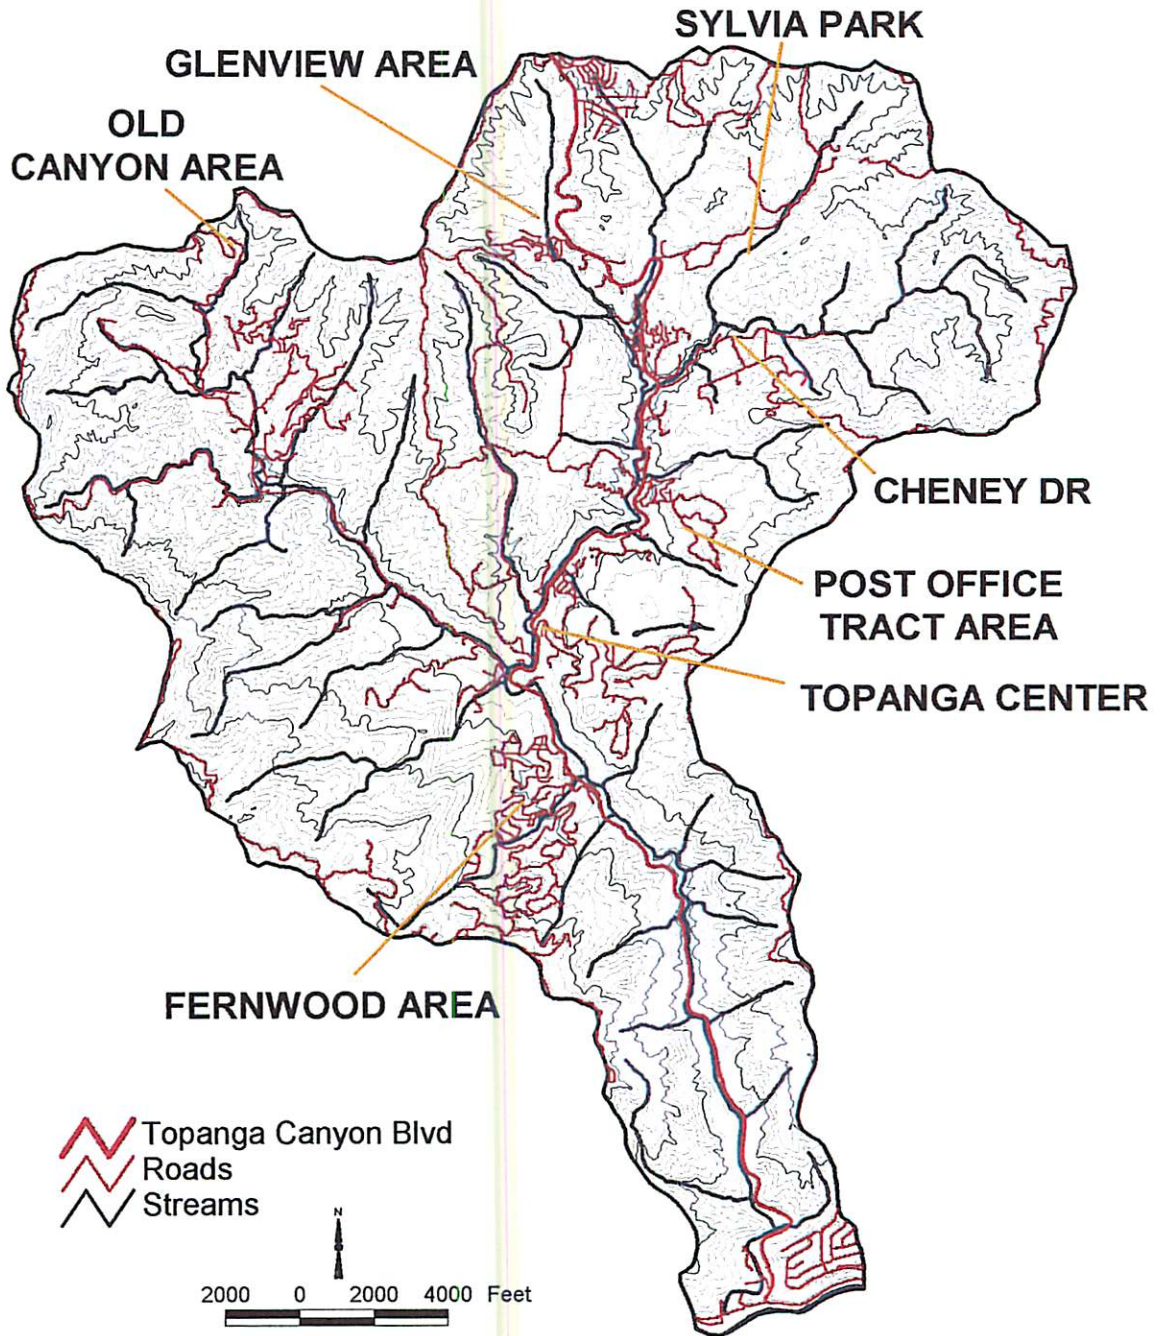 SYLVIA PARK
GLENVIEW AREA
OLD
CANYON AREA
CHENEY DR
POST OFFICE
TRACT AREA
TOPANGA CENTER
FERNWOOD AREA
Topanga Canyon Blvd
Roads
Streams
N
2000 0 2000 4000 Feet